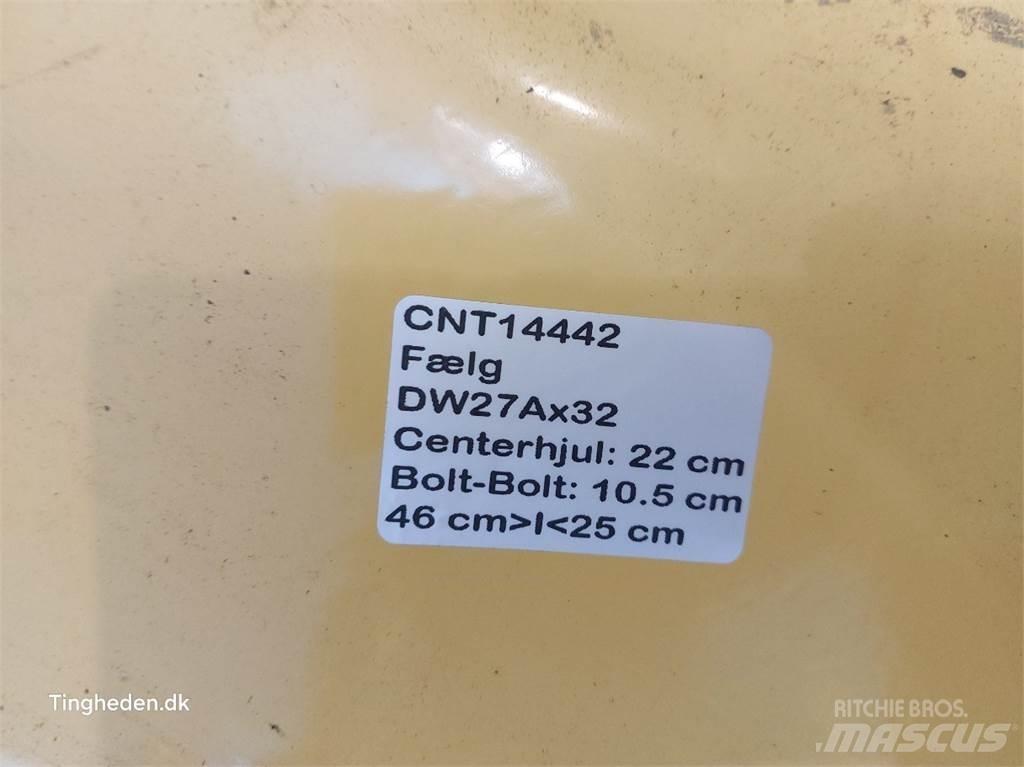 CNT14442
Fælg
DW27Ax32
Centerhjul: 22 cm
Bolt-Bolt: 10.5 cm
46 cm>I<25 cm
Tingheden.dk
RITCHIE BROS.
MASCUS